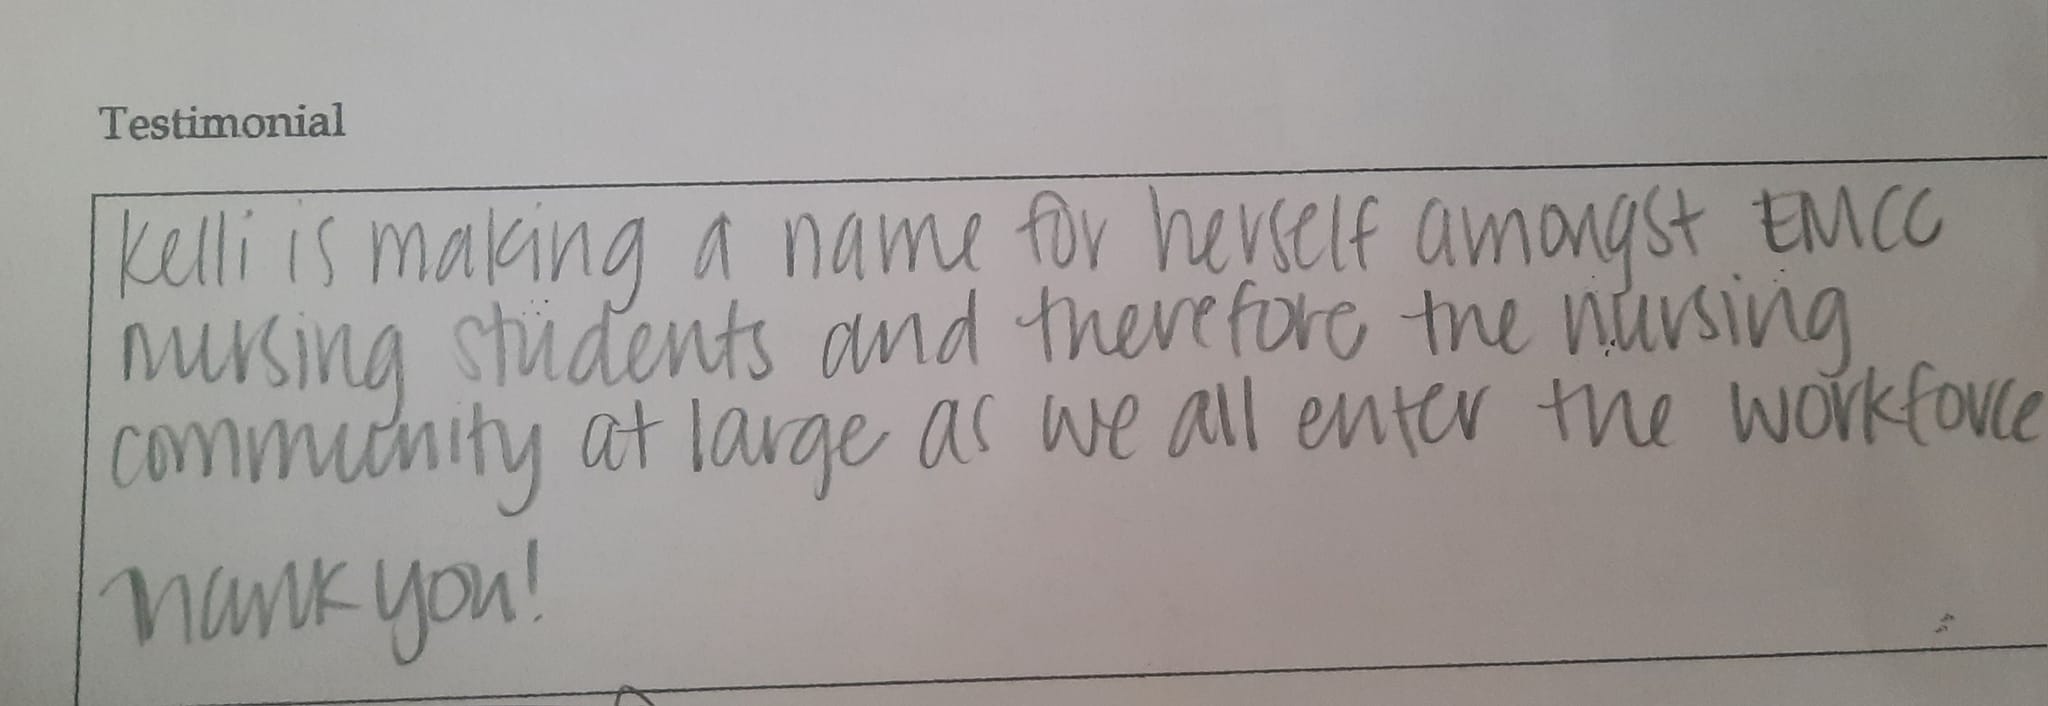 Testimonial
Kelli is making a name for herself amongst EMCC
nursing students and therefore the nursing
community at large as we all enter the workforce
Thank you!